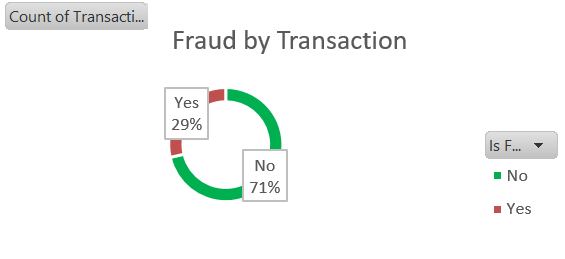 Count of Transacti...
Fraud by Transaction
Yes
29%
No
71%
Is F...
No
Yes